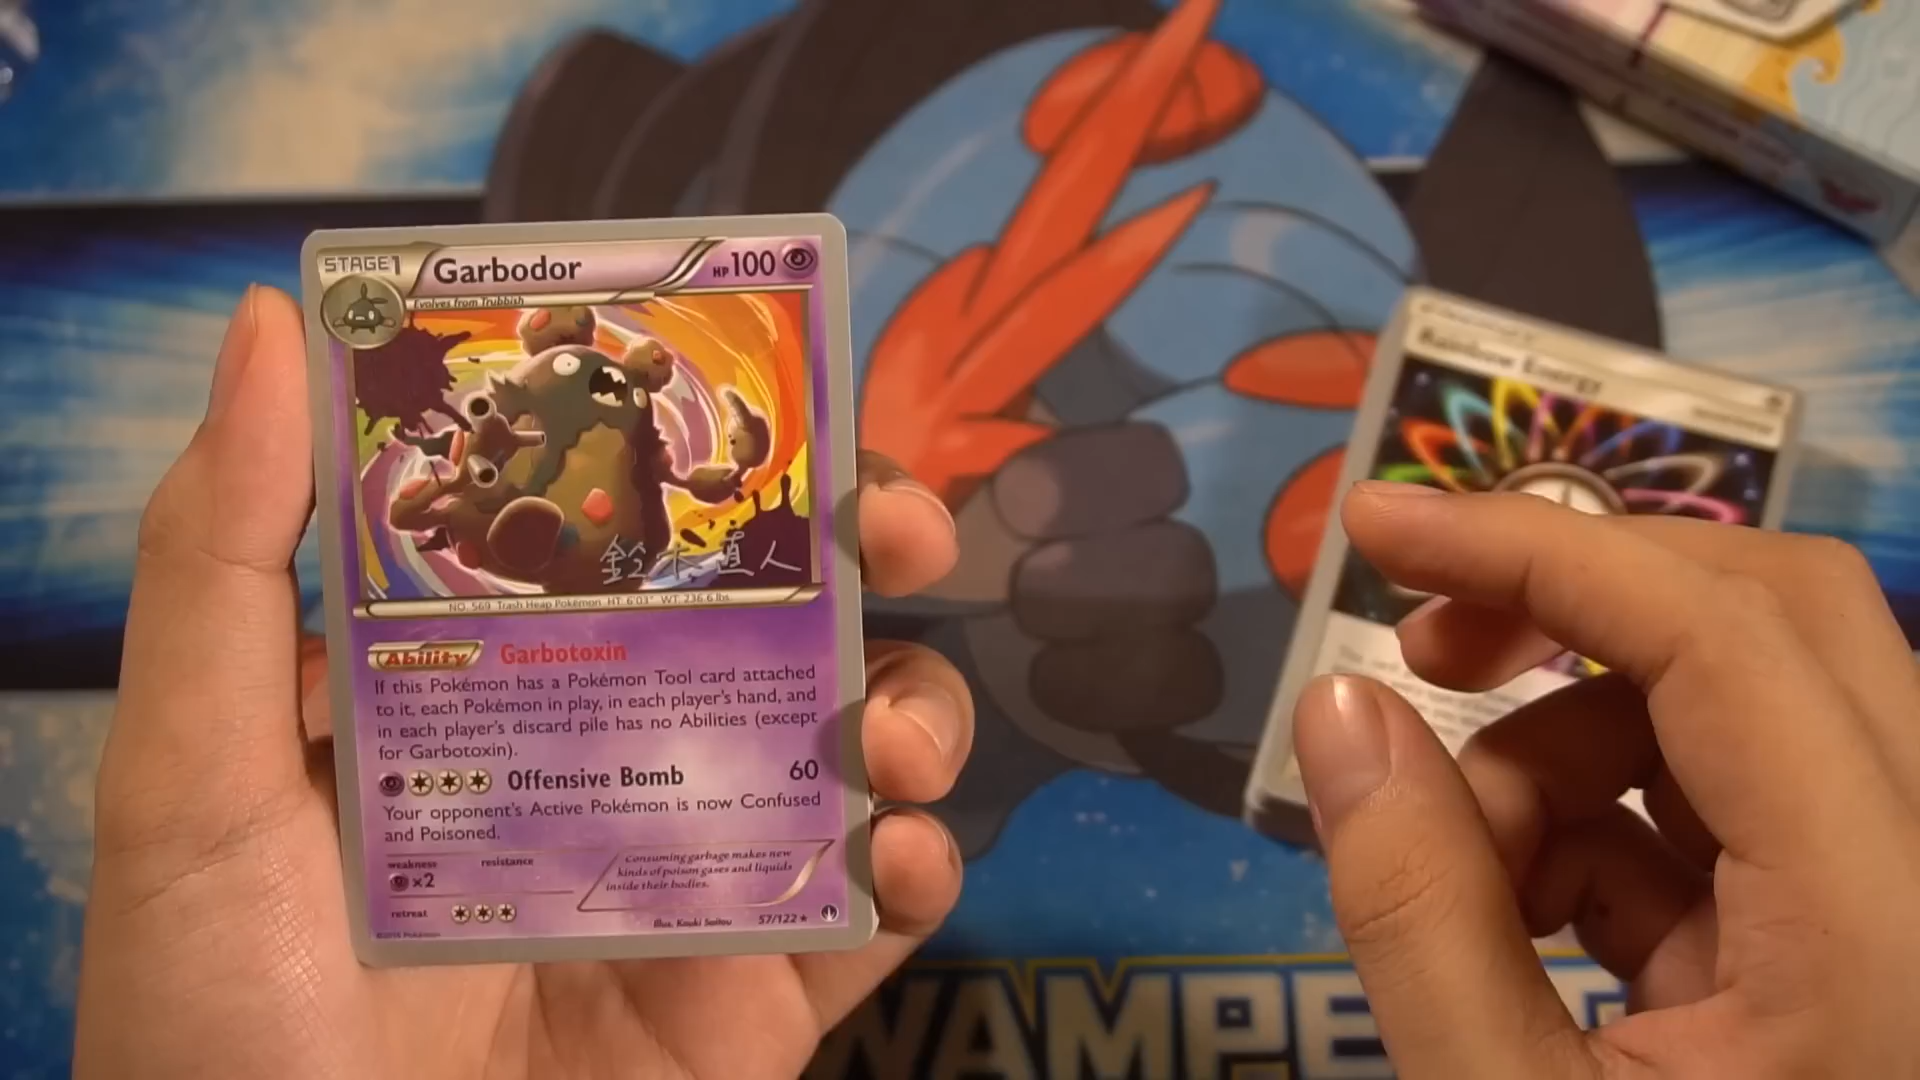 STAGE1
Garbodor
HP100
Evolves from Trubbish
鈴木直人
NO. 569 Trash Heap Pokémon HT. 6'03" WT. 236.6 lbs.
Ability Garbotoxin
If this Pokémon has a Pokémon Tool card attached
to it, each Pokémon in play, in each player's hand, and
in each player's discard pile has no Abilities (except
for Garbotoxin).
Offensive Bomb 60
Your opponent's Active Pokémon is now Confused
and Poisoned.
weakness
resistance
×2
Consuming garbage makes new
kinds of poison gases and liquids
inside their bodies.
retreat
Illus. Kouki Saitou
57/122
Rainbow Energy
WAMPE